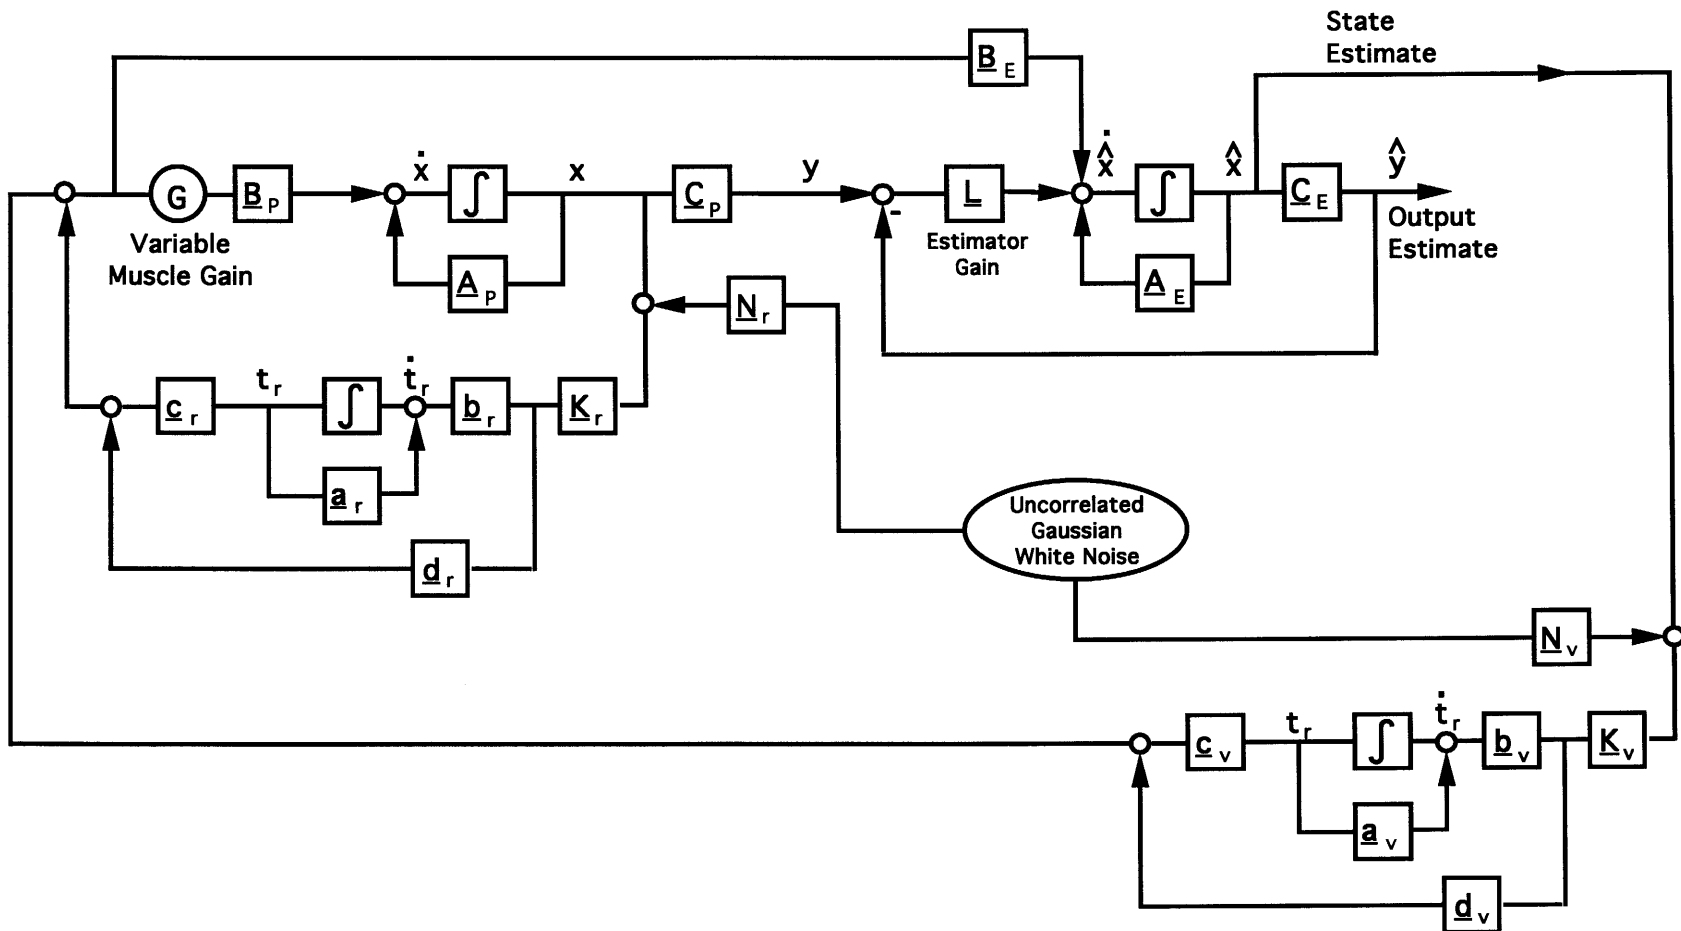 State
Estimate
B E
ẋ
∫
x
y
x̂̇
x̂
ŷ
G
B P
C P
L
∫
C E
-
Variable
Muscle Gain
Estimator
Gain
Output
Estimate
A P
A E
N r
c r
t r
∫
ṫ r
b r
K r
a r
d r
Uncorrelated
Gaussian
White Noise
N v
c v
t r
∫
ṫ r
b v
K v
a v
d v